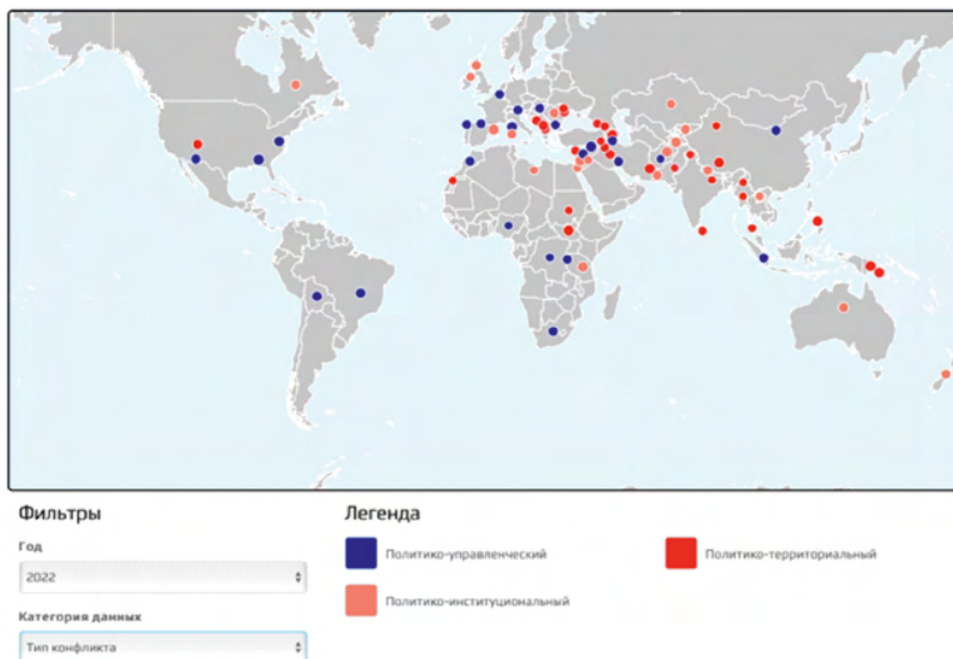 Фильтры
Год
2022
Категория данных
Тип конфликта
Легенда
Политико-управленческий
Политико-территориальный
Политико-институциональный